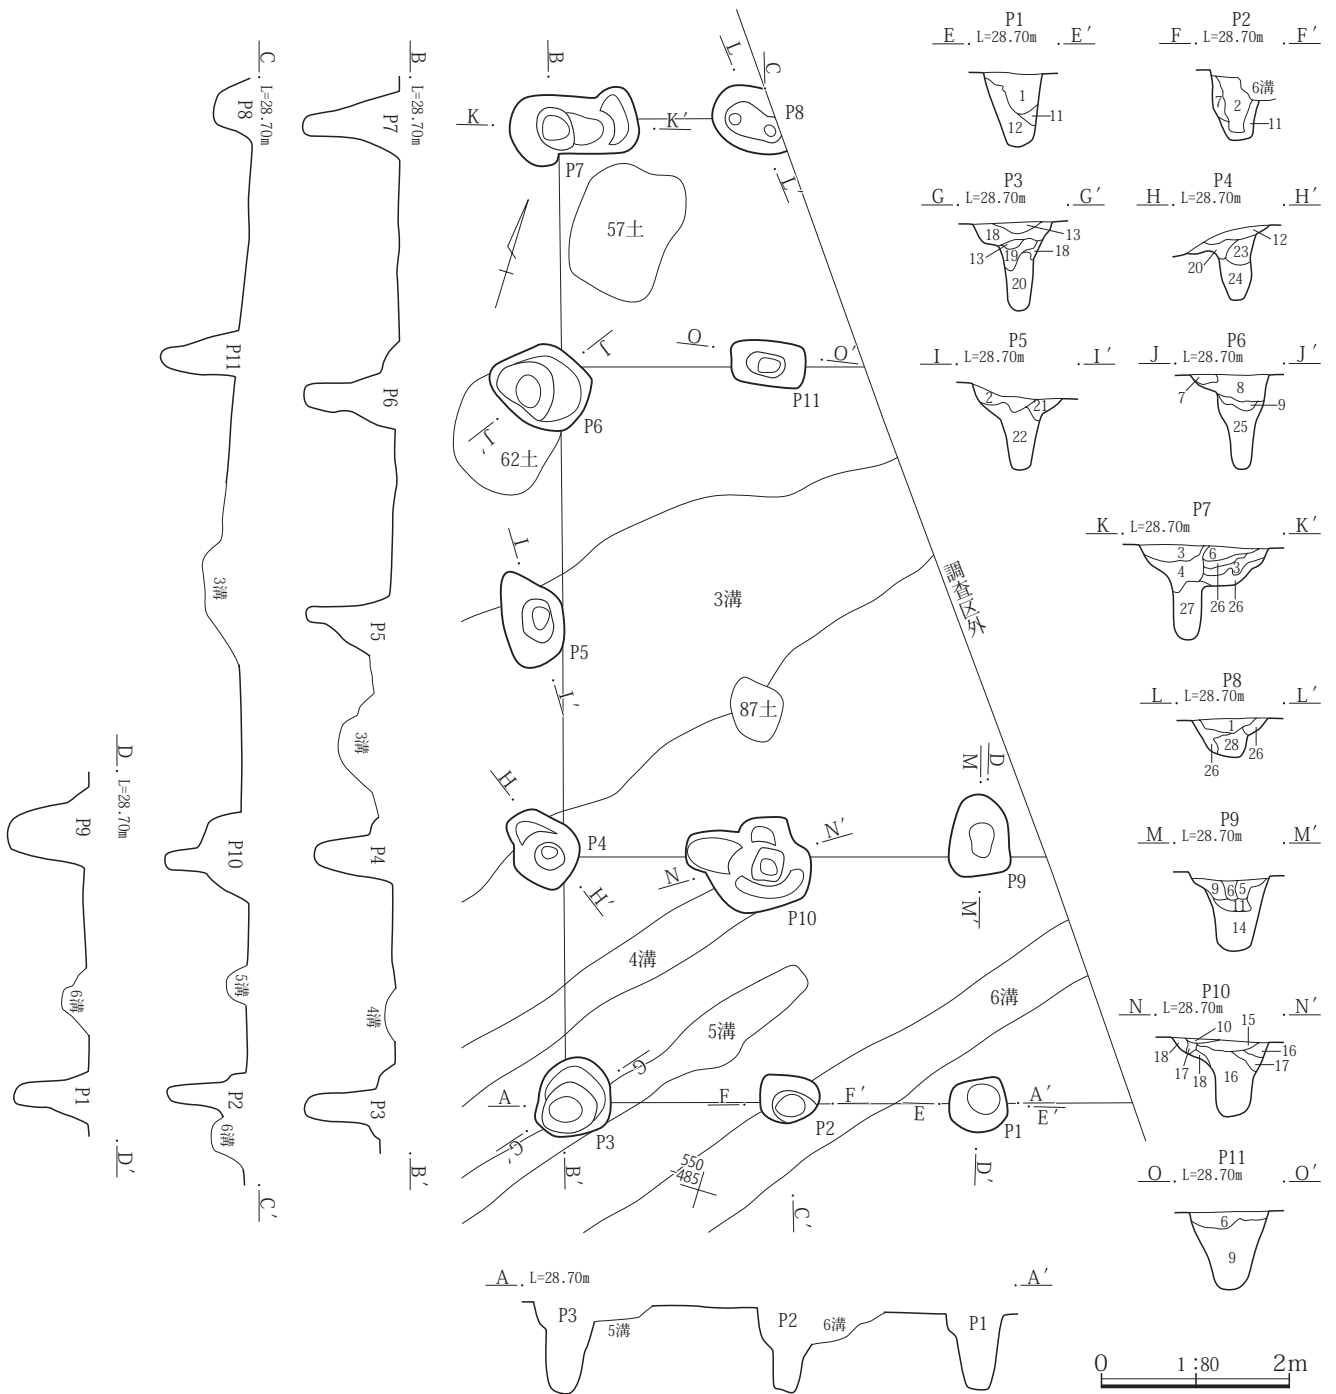 C
L=28.70m
P8
P11
3溝
P10
5溝
P2
6溝
C′
B
L=28.70m
P7
P6
P5
3溝
P4
4溝
P3
B′
D
L=28.70m
P9
6溝
P1
D′
B
L
C
K
K′
P7
P8
L′
57土
J
O
O′
P11
P6
J′
62土
I
3溝
調査区外
P5
I′
87土
H
D
M
P4
N′
N
P9
H′
P10
M′
4溝
6溝
5溝
G
A
F
F′
E
A′
E′
P3
P2
P1
G′
B′
550
-485
D′
C′
A
L=28.70m
A′
P3
5溝
P2
6溝
P1
P1
E
L=28.70m
E′
1
11
12
P2
F
L=28.70m
F′
6溝
7
2
11
P3
G
L=28.70m
G′
18
13
13
19
18
20
P4
H
L=28.70m
H′
12
23
20
24
P5
I
L=28.70m
I′
2
21
22
P6
J
L=28.70m
J′
7
8
9
25
P7
K
L=28.70m
K′
3
6
4
3
27
26
26
P8
L
L=28.70m
L′
1
28
26
26
P9
M
L=28.70m
M′
9
6
5
11
14
P10
N
L=28.70m
N′
10
15
18
16
17
18
16
17
P11
O
L=28.70m
O′
6
9
0
1:80
2m